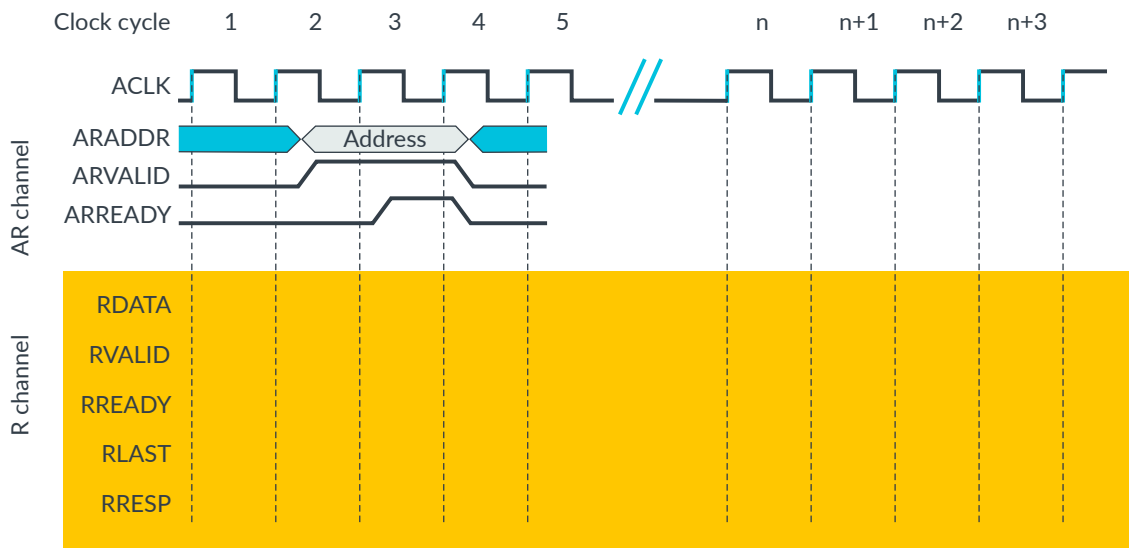 Clock cycle 1 2 3 4 5 n n+1 n+2 n+3
ACLK
AR channel
ARADDR Address
ARVALID
ARREADY
R channel
RDATA
RVALID
RREADY
RLAST
RRESP